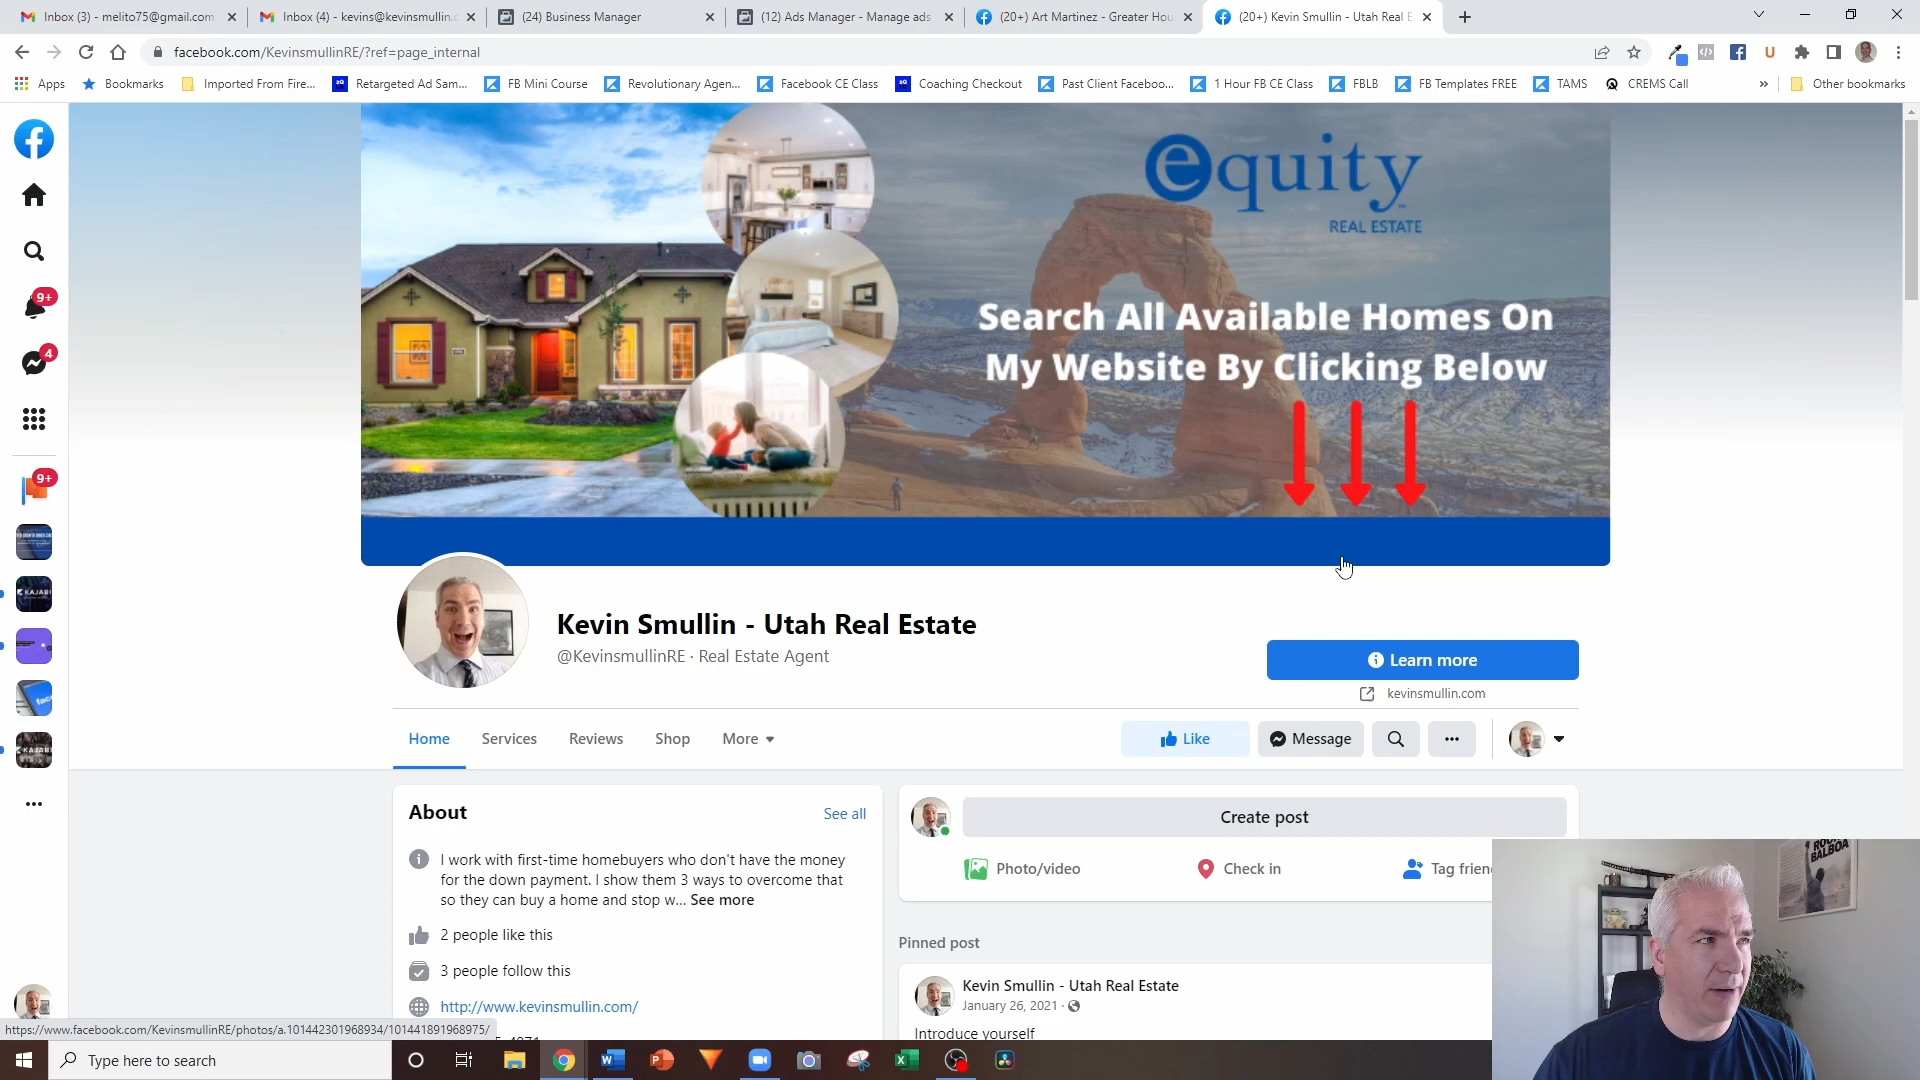 Inbox (3) - melito75@gmail.com
Inbox (4) - kevins@kevinsmullin.c
(24) Business Manager
(12) Ads Manager - Manage ads
(20+) Art Martinez - Greater Hou
(20+) Kevin Smullin - Utah Real E
facebook.com/KevinsmullinRE/?ref=page_internal
Apps
Bookmarks
Imported From Fire...
Retargeted Ad Sam...
FB Mini Course
Revolutionary Agen...
Facebook CE Class
Coaching Checkout
Past Client Faceboo...
1 Hour FB CE Class
FBLB
FB Templates FREE
TAMS
CREMS Call
»
Other bookmarks
equity
REAL ESTATE
Search All Available Homes On
My Website By Clicking Below
9+
4
9+
KAJABI
Kevin Smullin - Utah Real Estate
@KevinsmullinRE · Real Estate Agent
Learn more
kevinsmullin.com
Home
Services
Reviews
Shop
More
Like
Message
About
See all
I work with first-time homebuyers who don't have the money
for the down payment. I show them 3 ways to overcome that
so they can buy a home and stop w... See more
2 people like this
3 people follow this
http://www.kevinsmullin.com/
Create post
Photo/video
Check in
Tag frien
Pinned post
Kevin Smullin - Utah Real Estate
January 26, 2021 ·
Introduce yourself
ROCKY
BALBOA
https://www.facebook.com/KevinsmullinRE/photos/a.101442301968934/101441891968975/
Type here to search